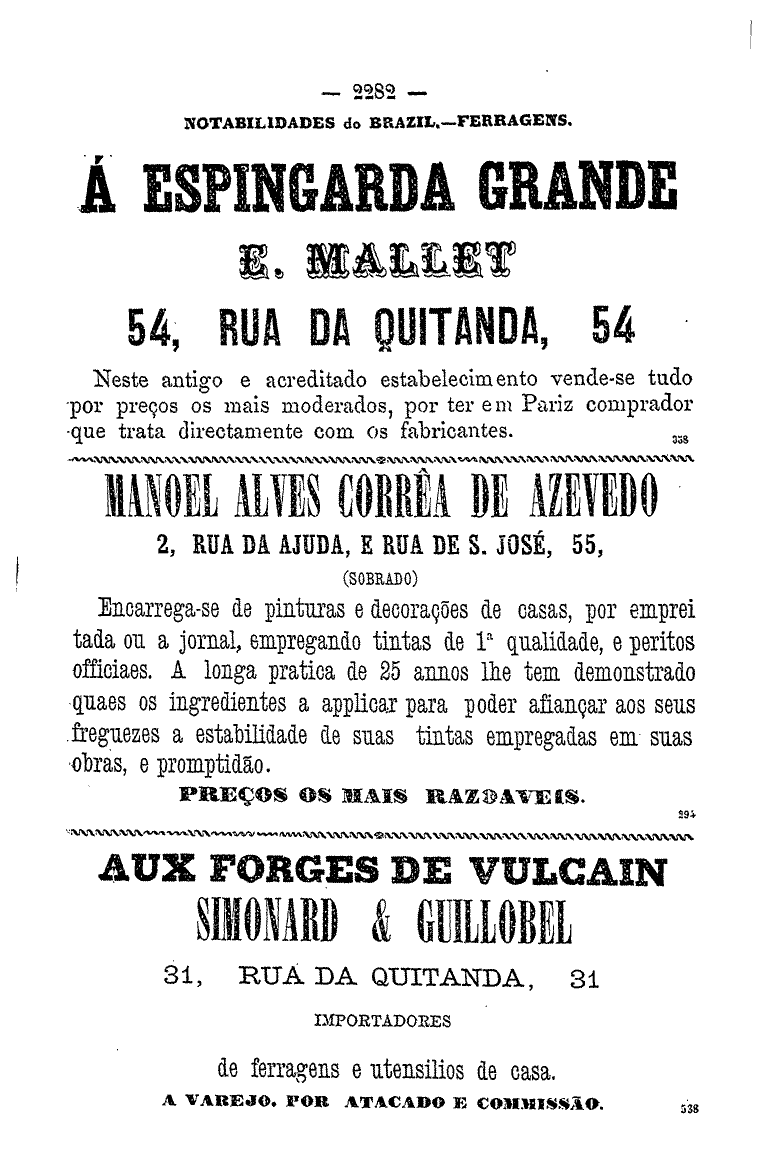 — 2282 —
NOTABILIDADES do BRAZIL.—FERRAGENS.
Á ESPINGARDA GRANDE
E. MALLET
54, RUA DA QUITANDA, 54
Neste antigo e acreditado estabelecimento vende-se tudo
por preços os mais moderados, por ter em Pariz comprador
que trata directamente com os fabricantes.
358
MANOEL ALVES CORRÊA DE AZEVEDO
2, RUA DA AJUDA, E RUA DE S. JOSÉ, 55,
(SOBRADO)
Encarrega-se de pinturas e decorações de casas, por emprei
tada ou a jornal, empregando tintas de 1ª qualidade, e peritos
officiaes. A longa pratica de 25 annos lhe tem demonstrado
quaes os ingredientes a applicar para poder afiançar aos seus
freguezes a estabilidade de suas tintas empregadas em suas
obras, e promptidão.
PREÇOS OS MAIS RAZOAVEIS.
294
AUX FORGES DE VULCAIN
SIMONARD & GUILLOBEL
31, RUA DA QUITANDA, 31
IMPORTADORES
de ferragens e utensilios de casa.
A VAREJO. POR ATACADO E COMMISSÃO.
538